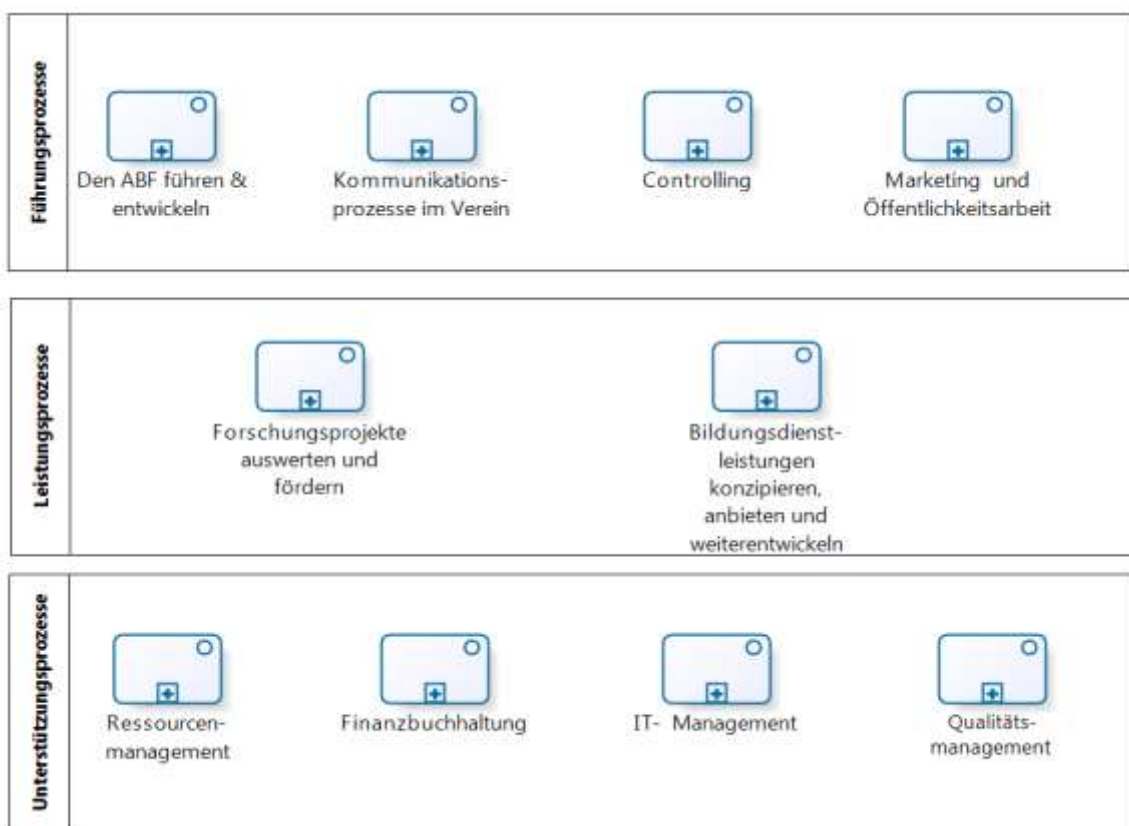 Führungsprozesse
Den ABF führen &
entwickeln
Kommunikations-
prozesse im Verein
Controlling
Marketing und
Öffentlichkeitsarbeit
Leistungsprozesse
Forschungsprojekte
auswerten und
fördern
Bildungsdienst-
leistungen
konzipieren,
anbieten und
weiterentwickeln
Unterstützungsprozesse
Ressourcen-
management
Finanzbuchhaltung
IT- Management
Qualitäts-
management